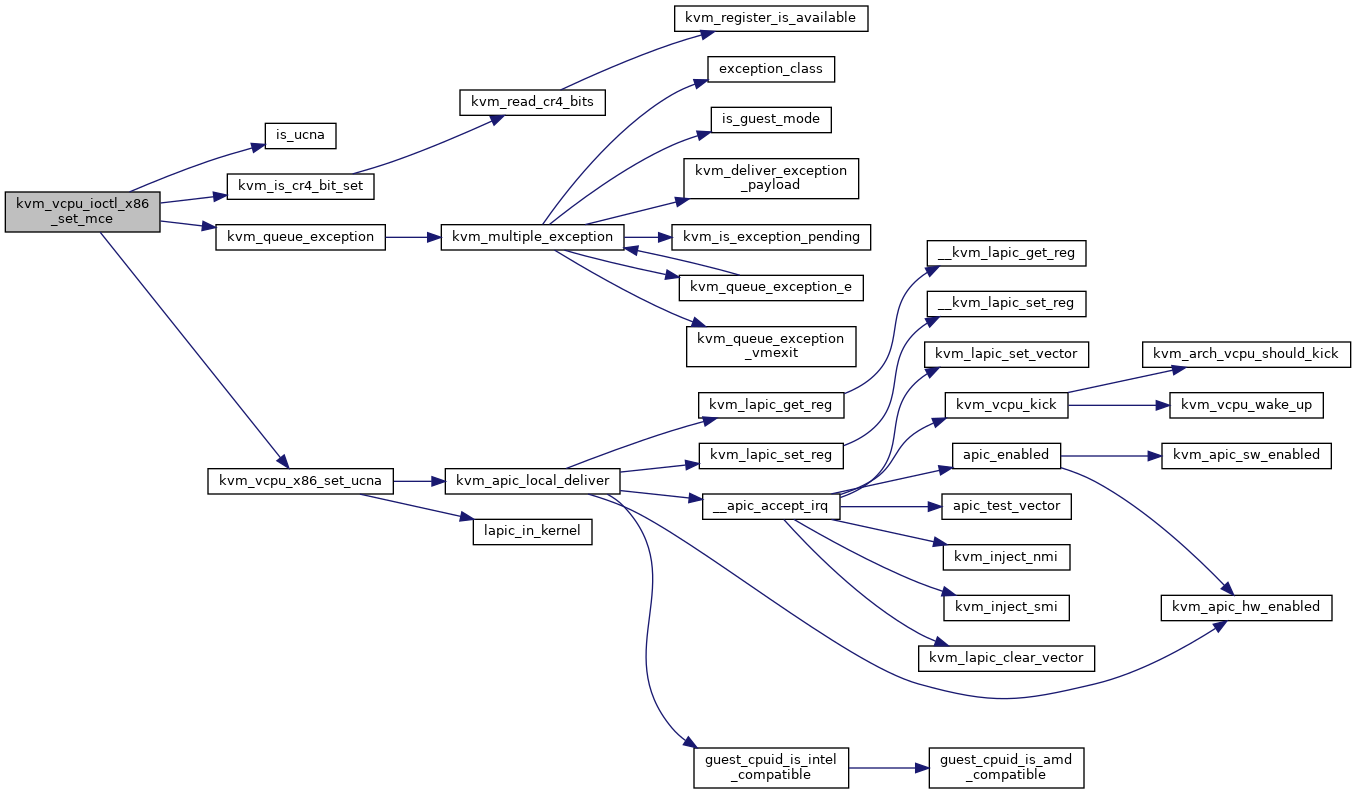 kvm_register_is_available
exception_class
kvm_read_cr4_bits
is_guest_mode
is_ucna
kvm_deliver_exception
_payload
kvm_is_cr4_bit_set
kvm_vcpu_ioctl_x86
_set_mce
kvm_queue_exception
kvm_multiple_exception
kvm_is_exception_pending
__kvm_lapic_get_reg
kvm_queue_exception_e
__kvm_lapic_set_reg
kvm_queue_exception
_vmexit
kvm_lapic_set_vector
kvm_arch_vcpu_should_kick
kvm_lapic_get_reg
kvm_vcpu_kick
kvm_vcpu_wake_up
kvm_lapic_set_reg
apic_enabled
kvm_apic_sw_enabled
kvm_vcpu_x86_set_ucna
kvm_apic_local_deliver
__apic_accept_irq
apic_test_vector
lapic_in_kernel
kvm_inject_nmi
kvm_inject_smi
kvm_apic_hw_enabled
kvm_lapic_clear_vector
guest_cpuid_is_intel
_compatible
guest_cpuid_is_amd
_compatible